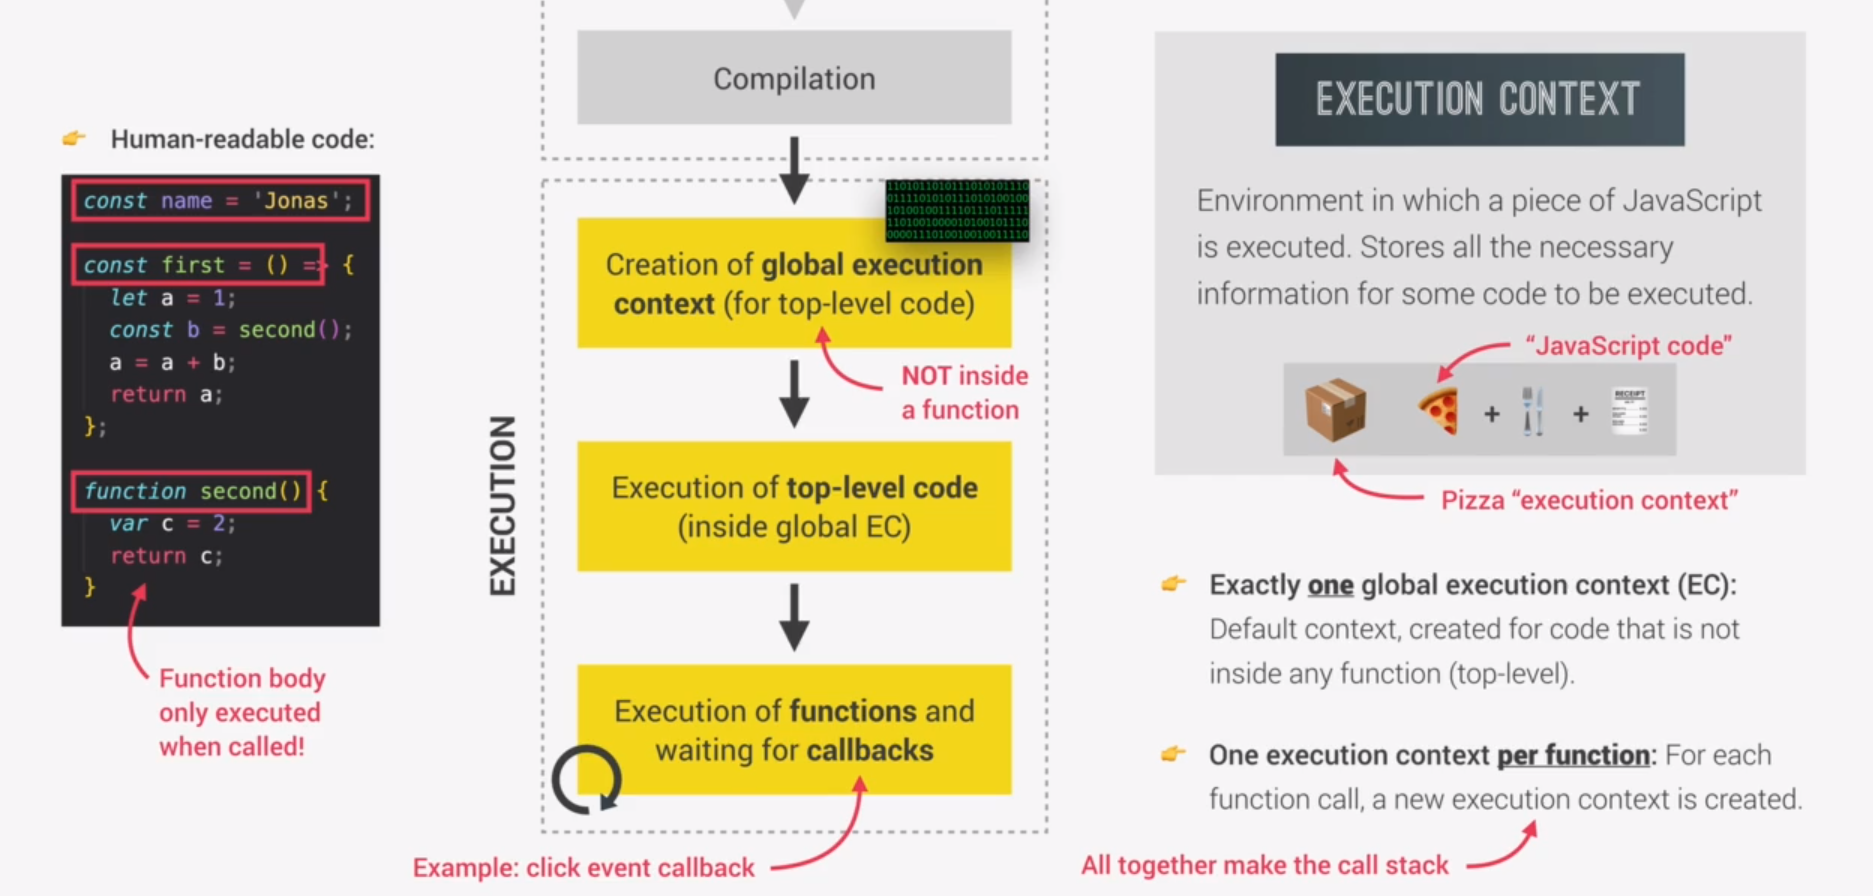 Compilation
👉 Human-readable code:
const name = 'Jonas';
const first = () => {
let a = 1;
const b = second();
a = a + b;
return a;
};
function second() {
var c = 2;
return c;
}
Function body
only executed
when called!
EXECUTION
1101011010111010101110
0111101010111010100100
1010010011110111011111
1101001000010100101110
0000111010010010011110
Creation of global execution
context (for top-level code)
NOT inside
a function
Execution of top-level code
(inside global EC)
Execution of functions and
waiting for callbacks
Example: click event callback
EXECUTION CONTEXT
Environment in which a piece of JavaScript
is executed. Stores all the necessary
information for some code to be executed.
“JavaScript code”
+ +
RECEIPT
Pizza “execution context”
👉 Exactly one global execution context (EC):
Default context, created for code that is not
inside any function (top-level).
👉 One execution context per function: For each
function call, a new execution context is created.
All together make the call stack